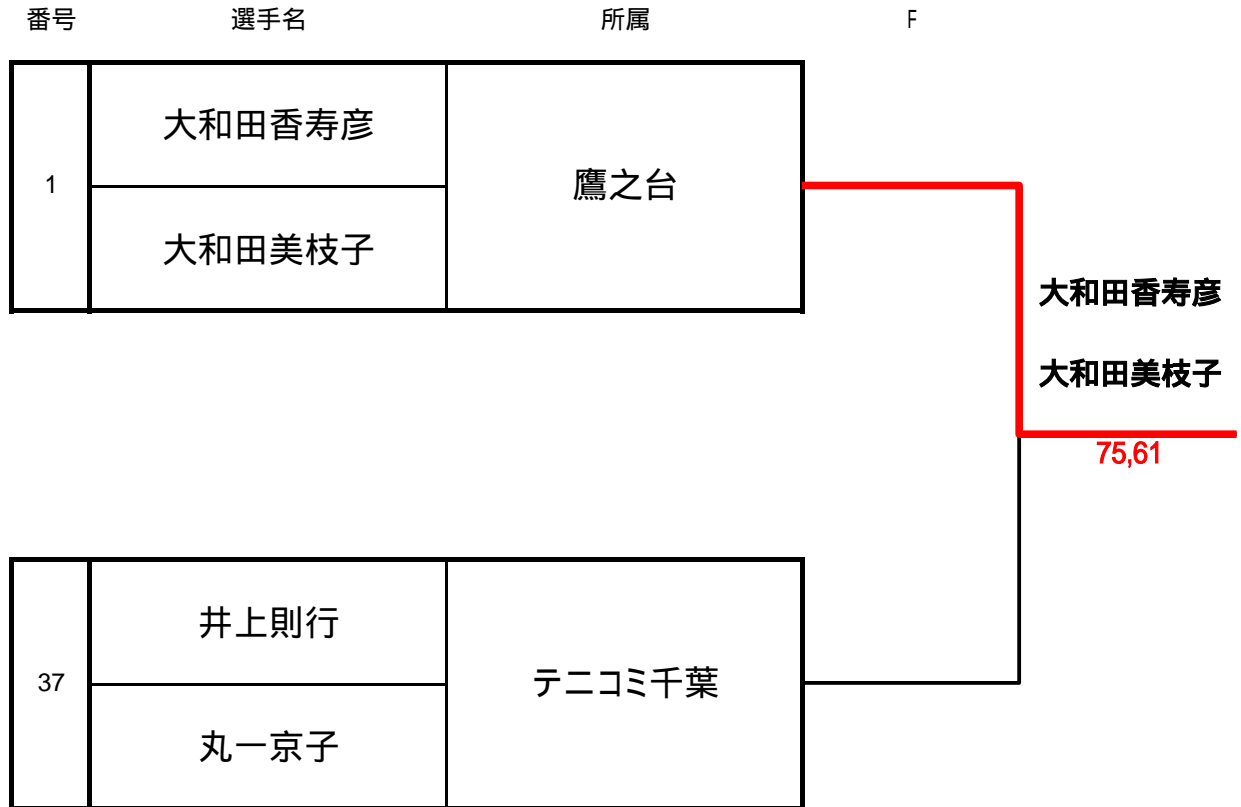 番号 選手名 所属 F
大和田香寿彦
1 鷹之台
大和田美枝子
大和田香寿彦
大和田美枝子
75,61
井上則行
37 テニコミ千葉
丸一京子